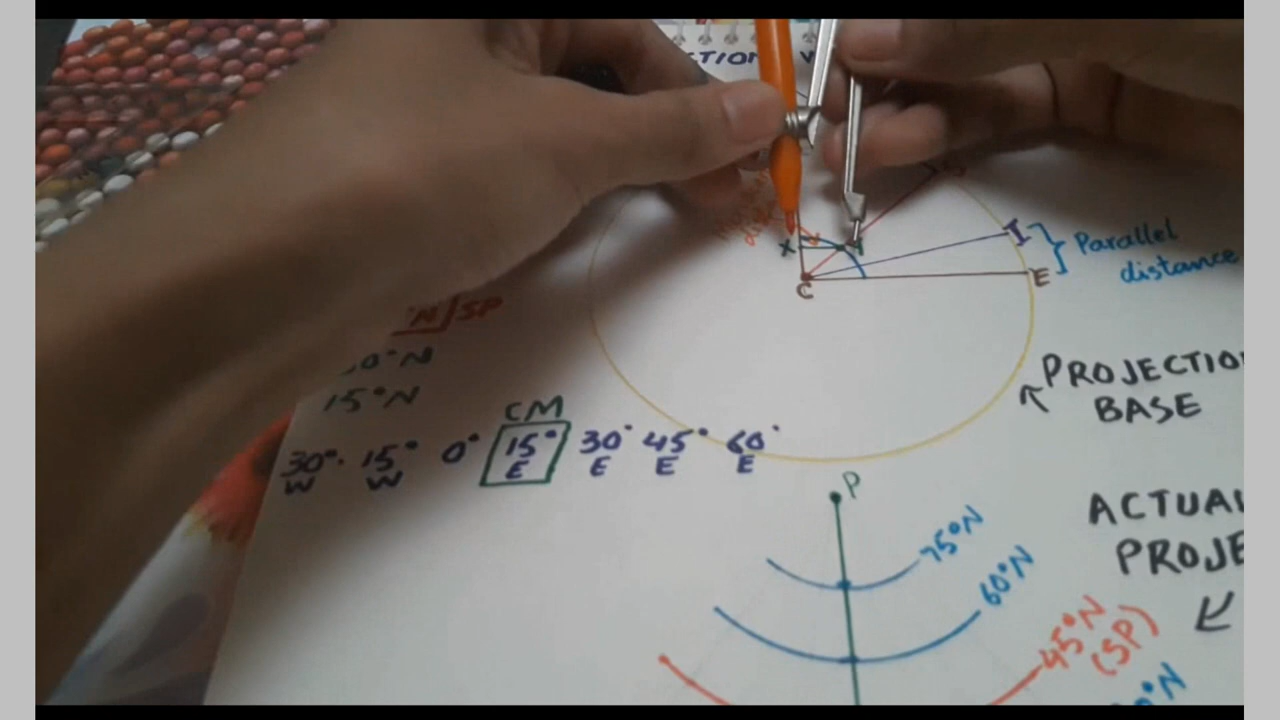 C
I
E
Parallel
distance
PROJECTIO
BASE
X
N/SP
15°N
CM
30° 15° 0° 15° 30° 45° 60°
W W E E E E
P
75°N
60°N
45°N
(SP)
ACTUAL
PROJE